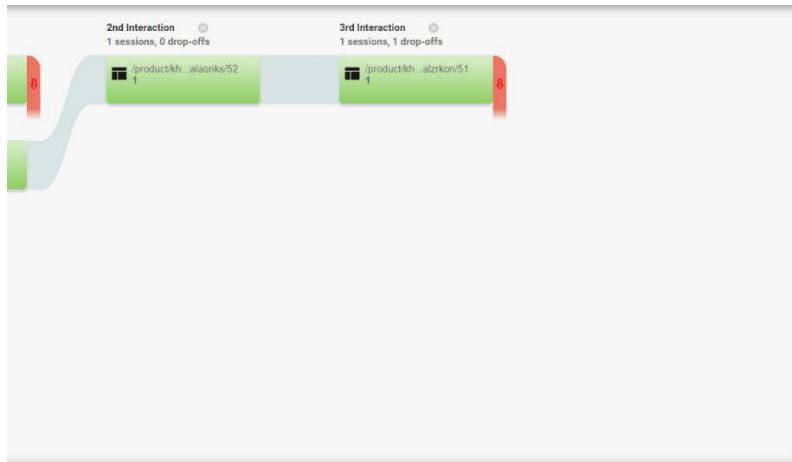 2nd Interaction
1 sessions, 0 drop-offs
/product/kh...alaonks/52
1
3rd Interaction
1 sessions, 1 drop-offs
/product/kh...alzrkon/51
1